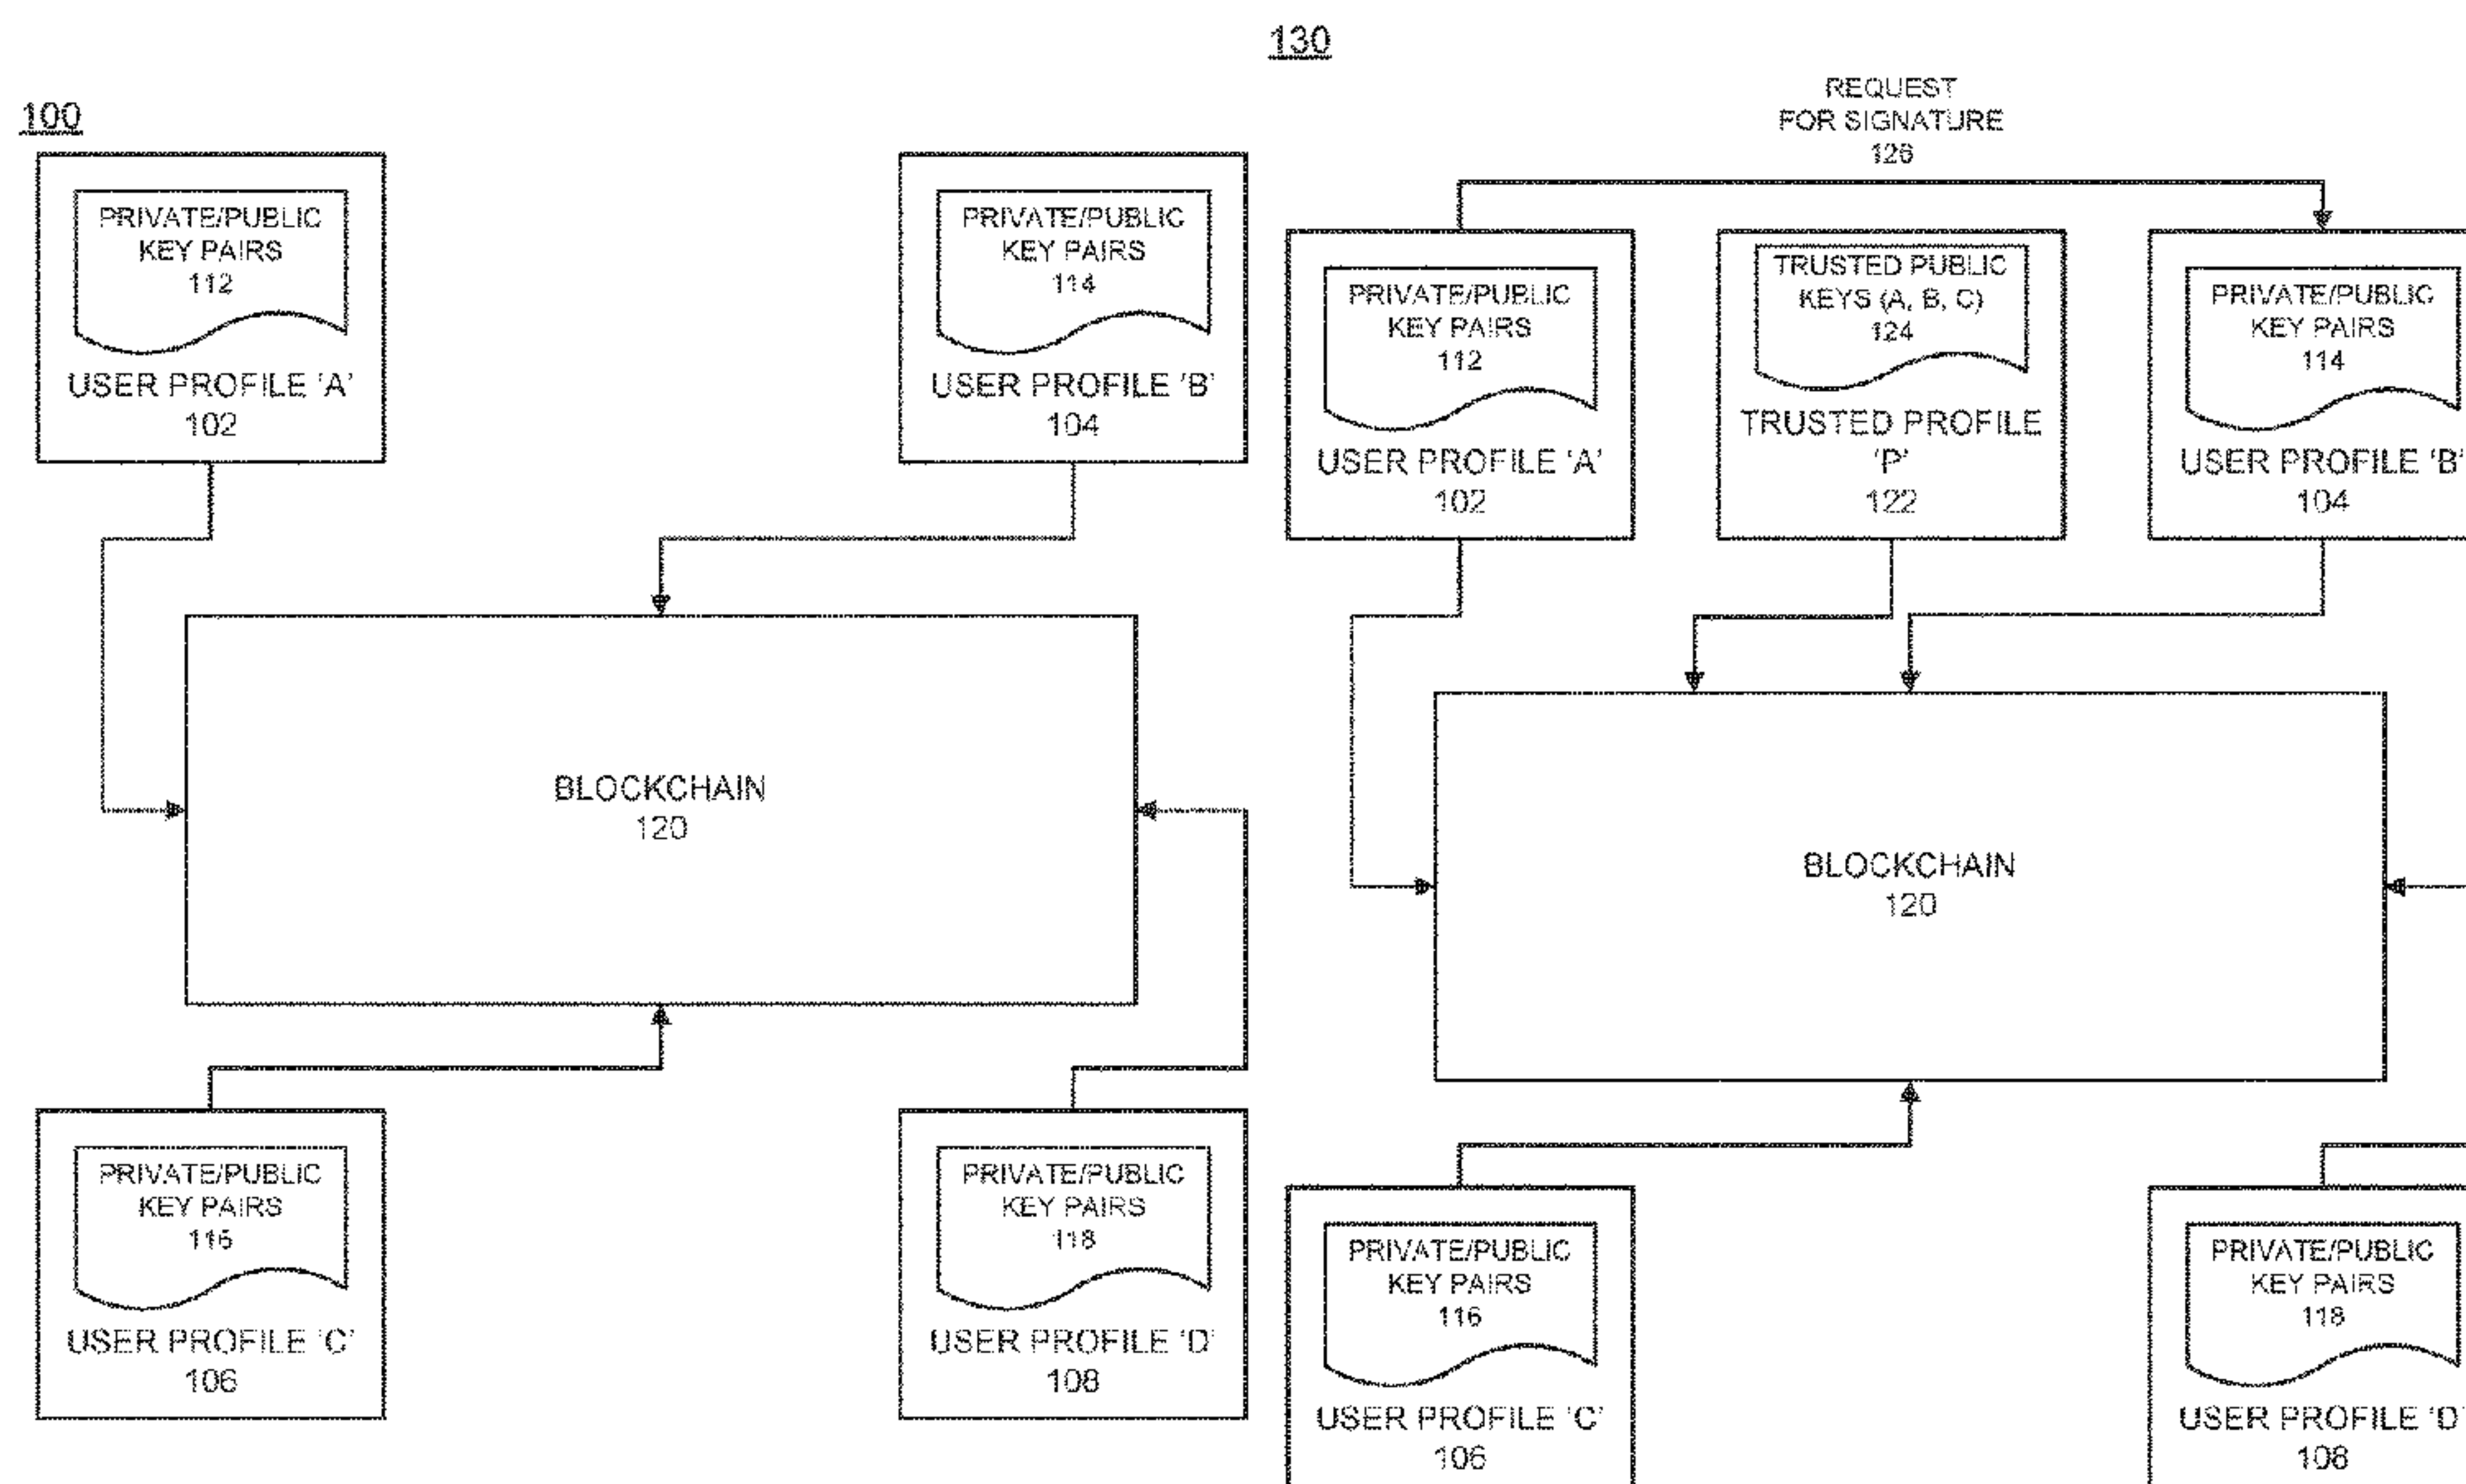 100
PRIVATE/PUBLIC
KEY PAIRS
112
USER PROFILE 'A'
102
PRIVATE/PUBLIC
KEY PAIRS
114
USER PROFILE 'B'
104
BLOCKCHAIN
120
PRIVATE/PUBLIC
KEY PAIRS
116
USER PROFILE 'C'
106
PRIVATE/PUBLIC
KEY PAIRS
118
USER PROFILE 'D'
108
130
REQUEST
FOR SIGNATURE
126
PRIVATE/PUBLIC
KEY PAIRS
112
USER PROFILE 'A'
102
TRUSTED PUBLIC
KEYS (A, B, C)
124
TRUSTED PROFILE
'P'
122
PRIVATE/PUBLIC
KEY PAIRS
114
USER PROFILE 'B'
104
BLOCKCHAIN
120
PRIVATE/PUBLIC
KEY PAIRS
116
USER PROFILE 'C'
106
PRIVATE/PUBLIC
KEY PAIRS
118
USER PROFILE 'D
108